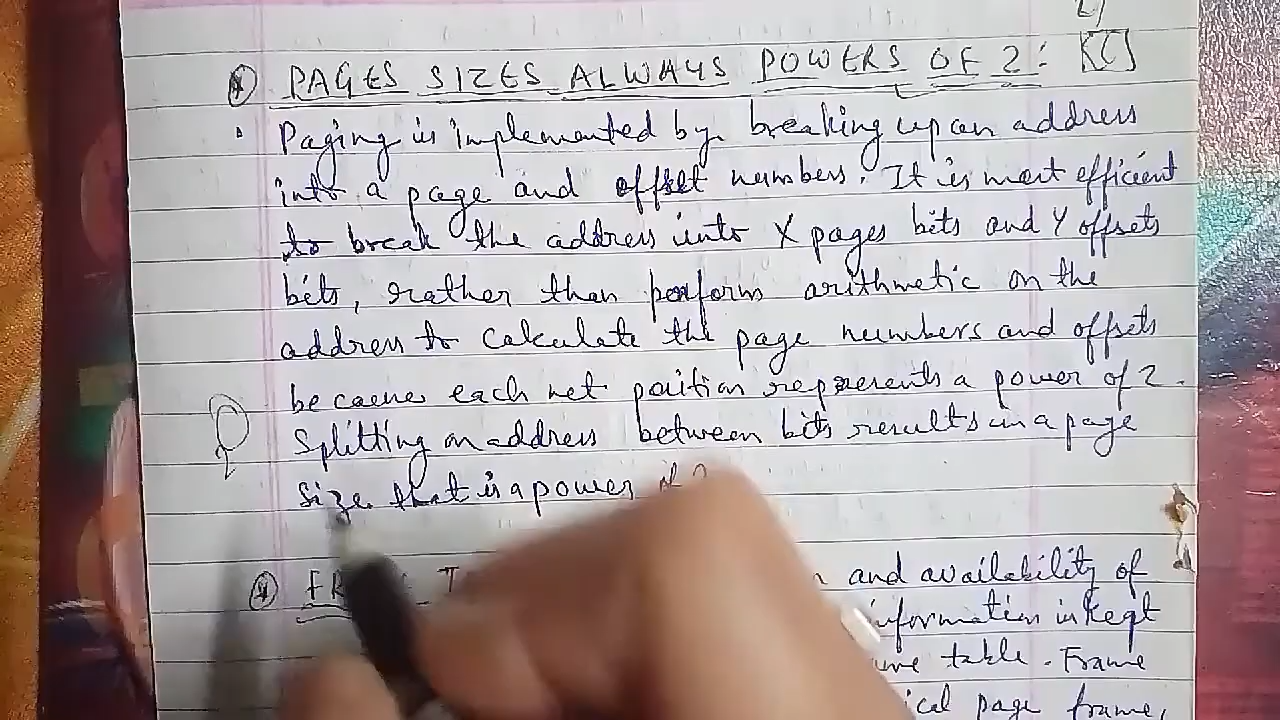 2)
PAGES SIZES ALWAYS POWERS OF 2 : [C]
Paging is implemented by breaking up an address
into a page and offset numbers. It is most efficient
to break the address into X pages bits and Y offsets
bits, rather than perform arithmetic on the
address to calculate the page numbers and offsets
because each net position represents a power of 2.
Splitting an address between bits results in a page
size that is a power of 2
and availability of
information is kept
table. Frame
page frame,